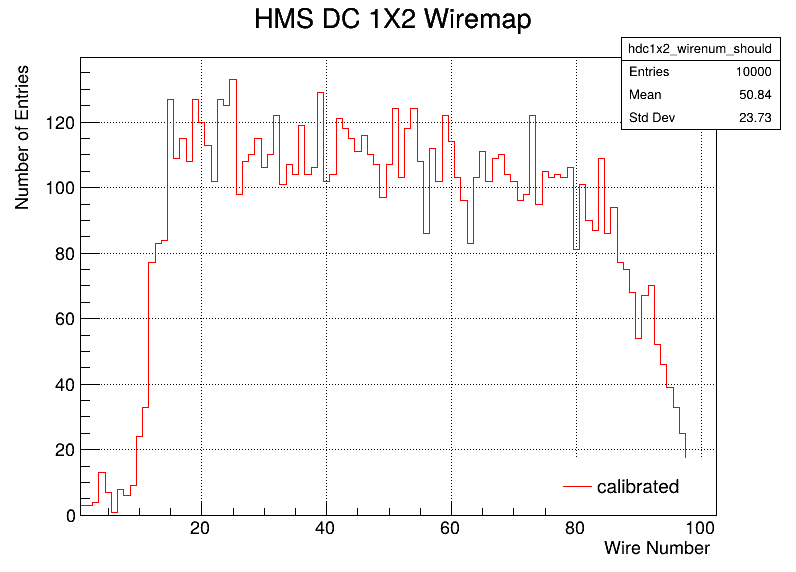 HMS DC 1X2 Wiremap
hdc1x2_wirenum_should
Entries 10000
Mean 50.84
Std Dev 23.73
Number of Entries
120
100
80
60
40
20
0
calibrated
20 40 60 80 100
Wire Number